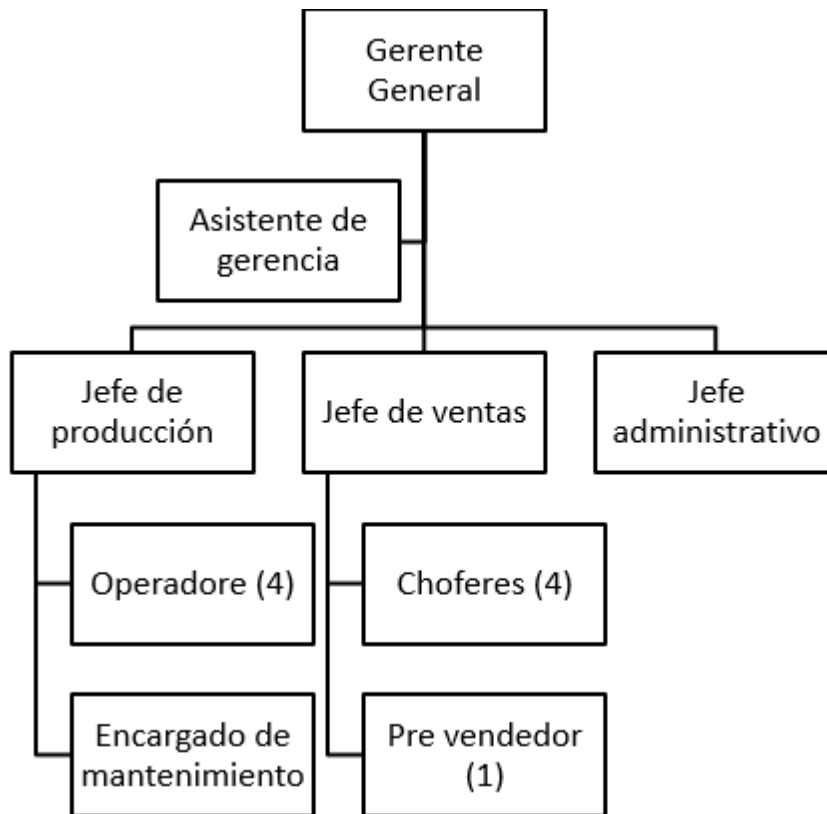 Gerente
General
Asistente de
gerencia
Jefe de
producción
Jefe de ventas
Jefe
administrativo
Operadore (4)
Choferes (4)
Encargado de
mantenimiento
Pre vendedor
(1)